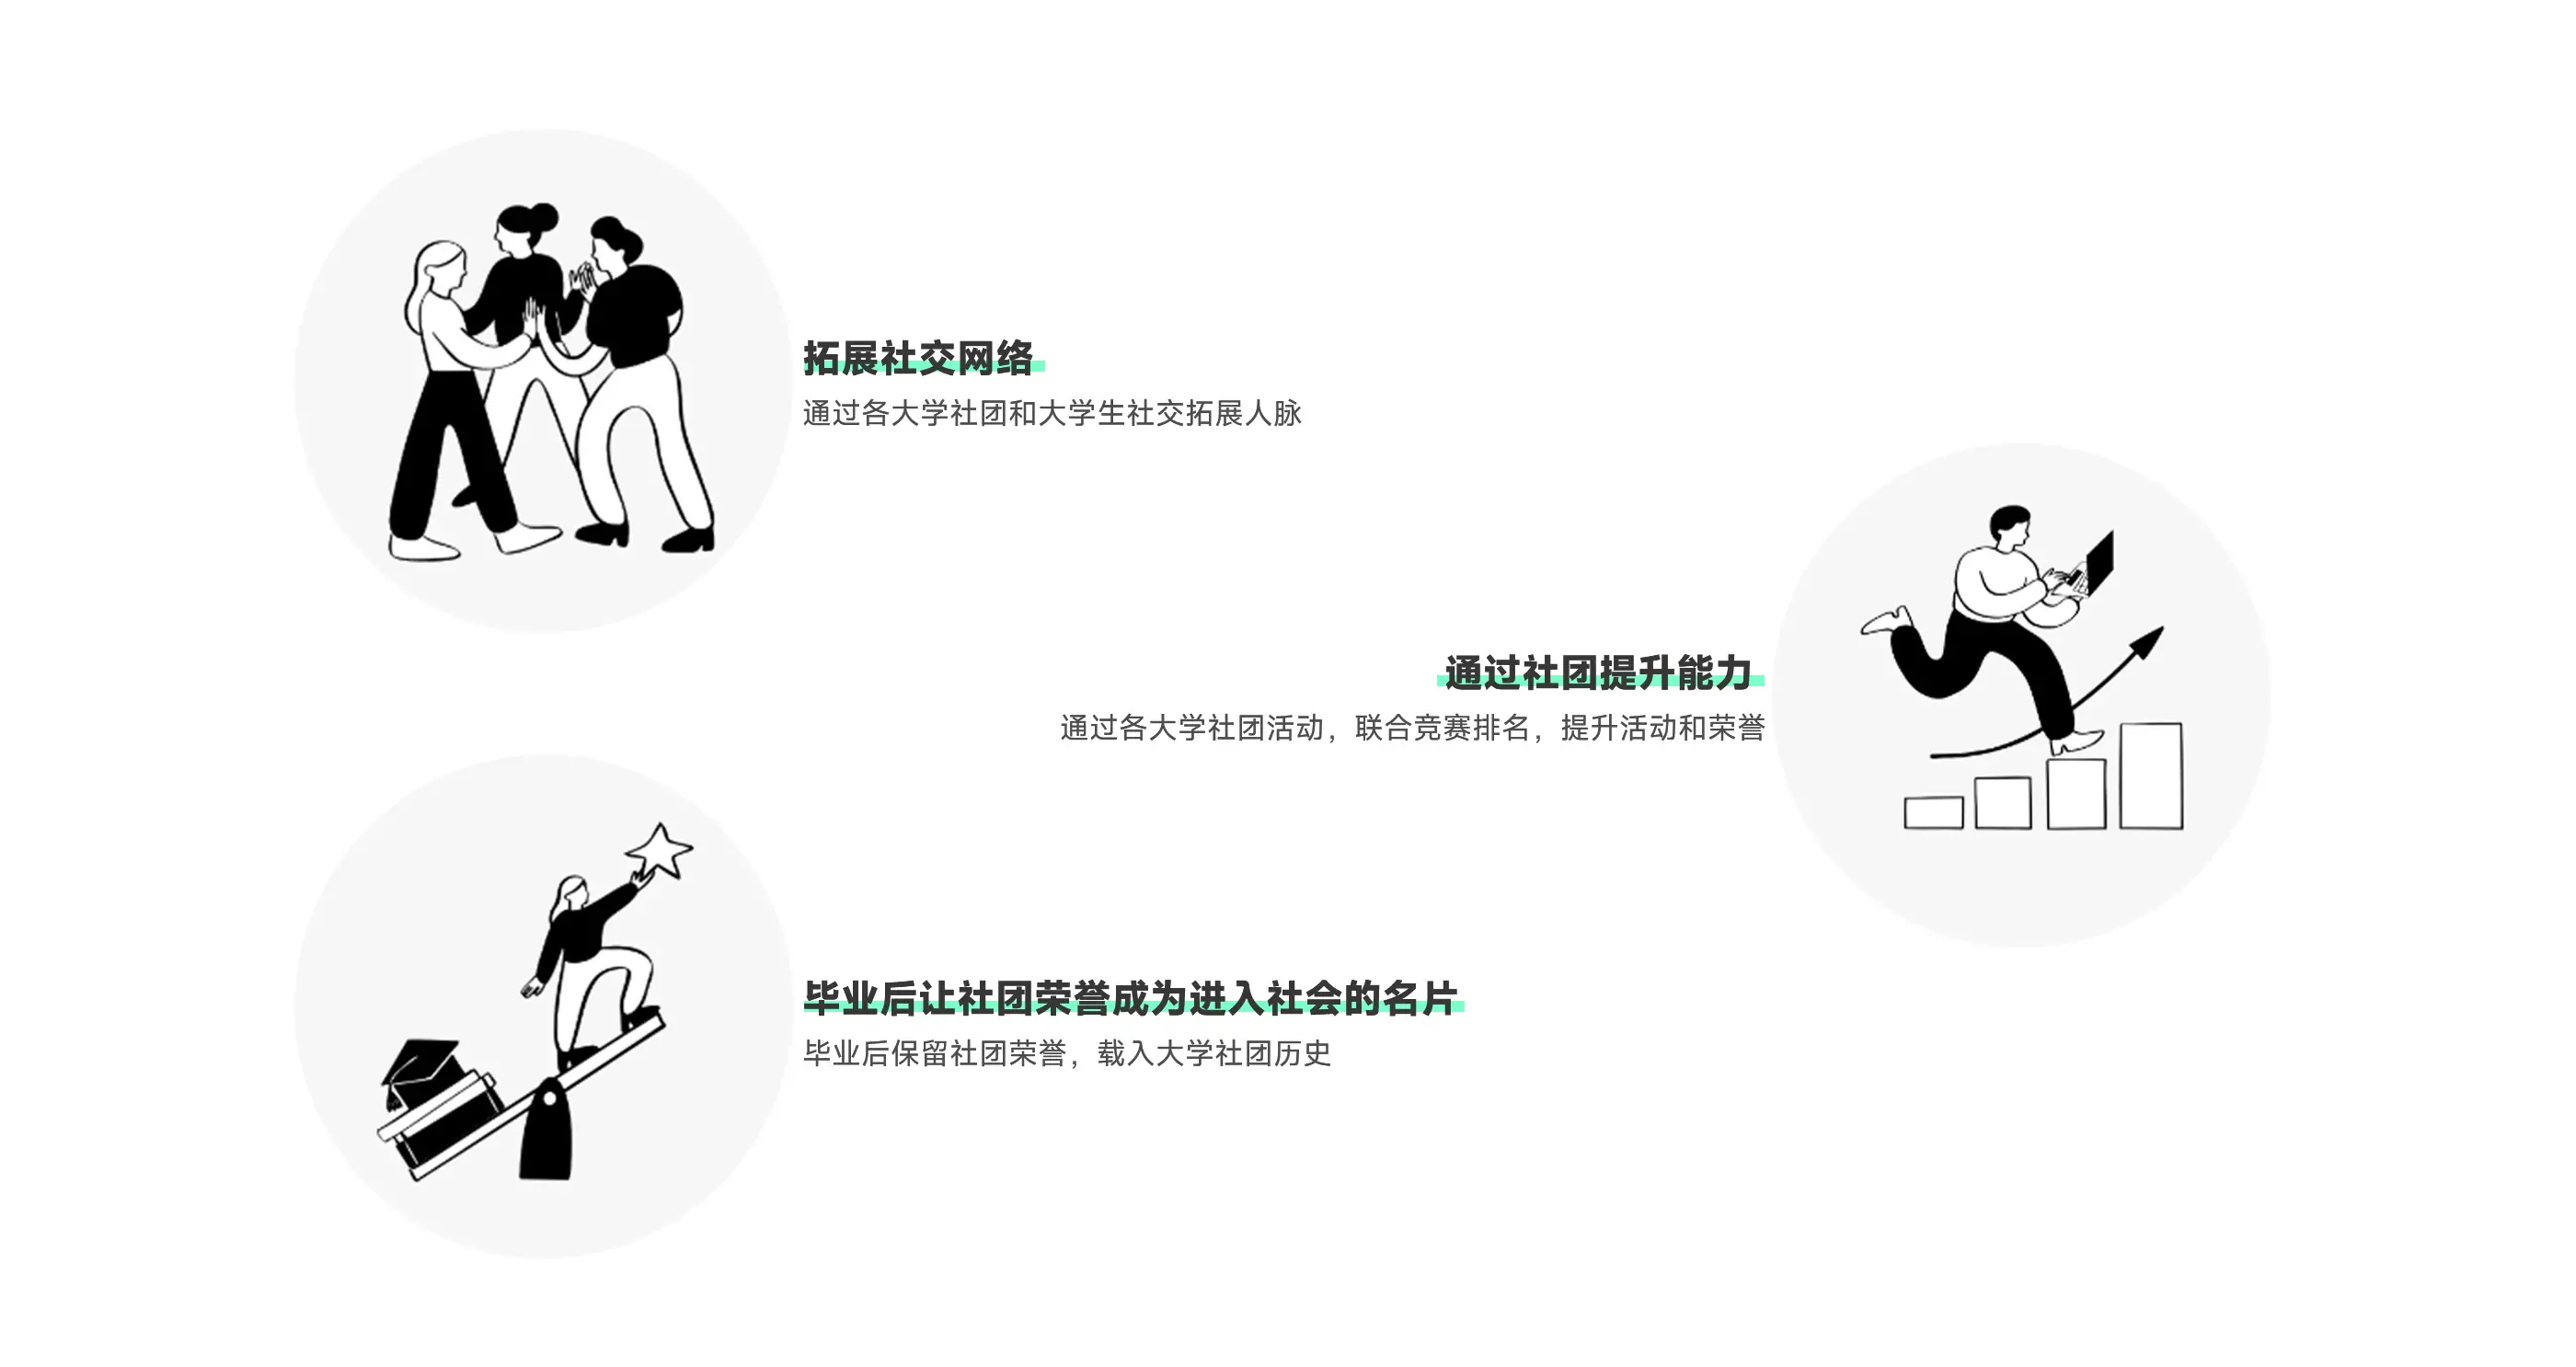 拓展社交网络
通过各大学社团和大学生社交拓展人脉
通过社团提升能力
通过各大学社团活动，联合竞赛排名，提升活动和荣誉
毕业后让社团荣誉成为进入社会的名片
毕业后保留社团荣誉，载入大学社团历史